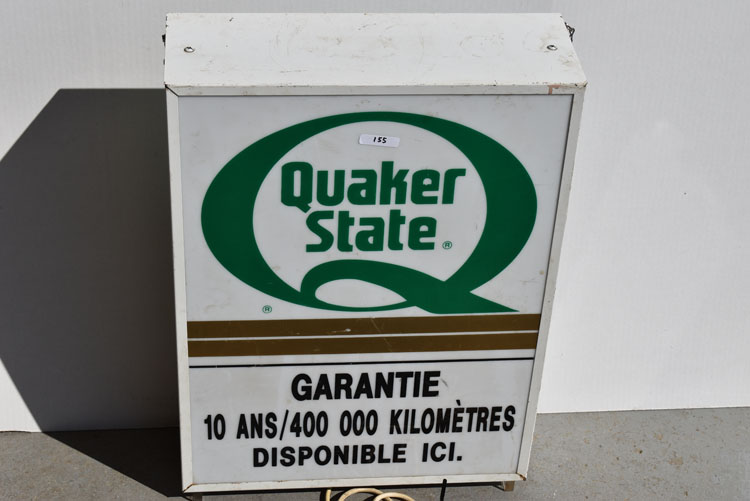 155
Quaker
State®
®
GARANTIE
10 ANS/400 000 KILOMÈTRES
DISPONIBLE ICI.